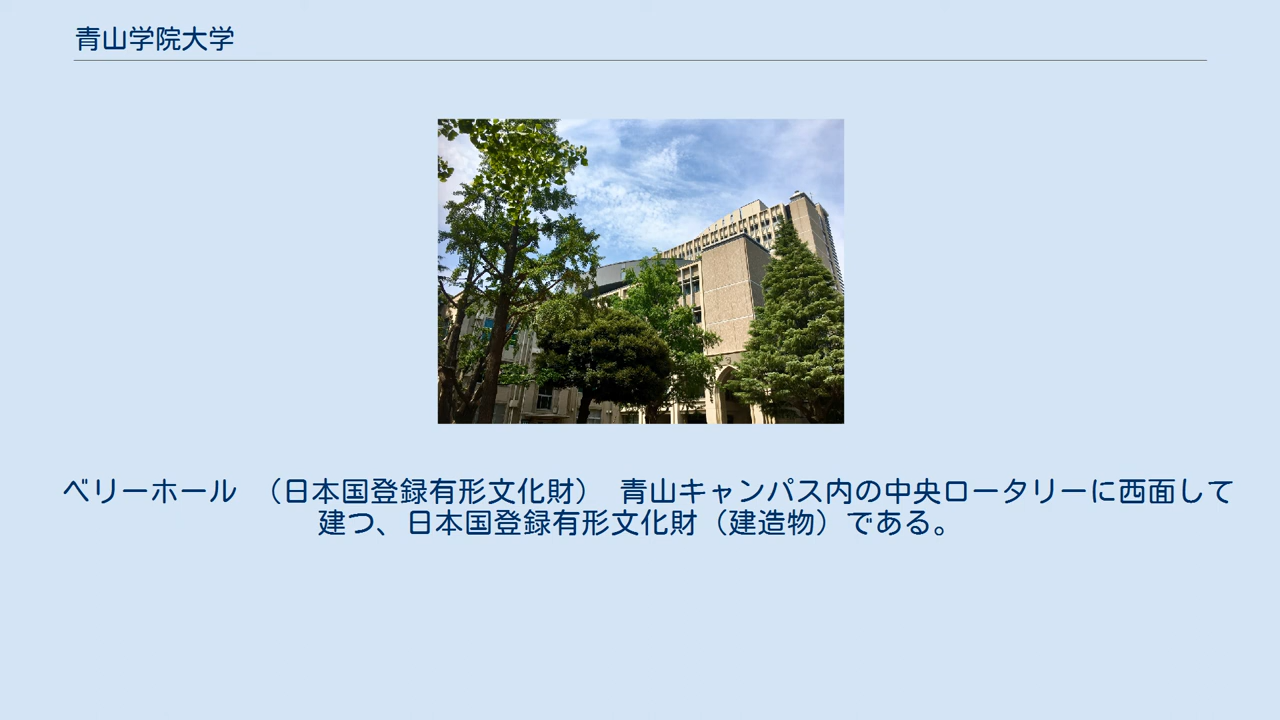 青山学院大学
ベリーホール （日本国登録有形文化財） 青山キャンパス内の中央ロータリーに西面して
建つ、日本国登録有形文化財（建造物）である。